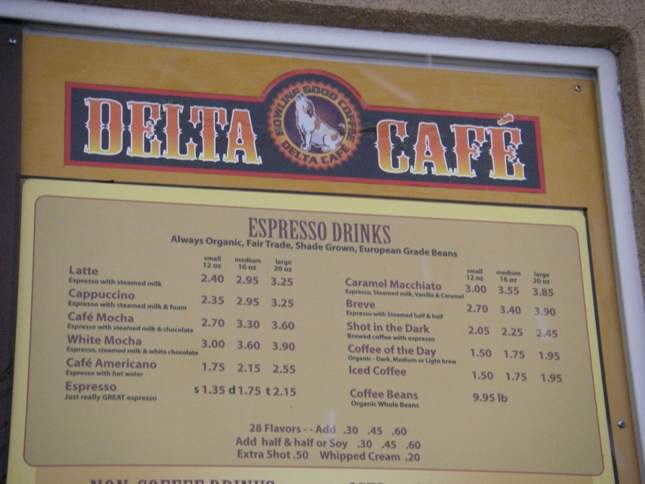 DELTA CAFÉ
HOWLING GOOD COFFEE
DELTA CAFÉ
ESPRESSO DRINKS
Always Organic, Fair Trade, Shade Grown, European Grade Beans
small 12 oz medium 16 oz large 20 oz
Latte 2.40 2.95 3.25
Espresso with steamed milk
Cappuccino 2.35 2.95 3.25
Espresso with steamed milk & foam
Café Mocha 2.70 3.30 3.60
Espresso with steamed milk & chocolate
White Mocha 3.00 3.60 3.90
Espresso, creamed milk & white chocolate
Café Americano 1.75 2.15 2.55
Espresso with hot water
Espresso s 1.35 d 1.75 t 2.15
Just really GREAT espresso
small 12 oz medium 16 oz large 20 oz
Caramel Macchiato 3.00 3.55 3.85
Espresso, Steamed milk, Vanilla & Caramel
Breve 2.70 3.40 3.90
Espresso with Steamed half & half
Shot in the Dark 2.05 2.25 2.45
Brewed coffee with espresso
Coffee of the Day 1.50 1.75 1.95
Organic - Dark, Medium or Light brew
Iced Coffee 1.50 1.75 1.95
Coffee Beans 9.95 lb
Organic Whole Beans
28 Flavors - - Add .30 .45 .60
Add half & half or Soy .30 .45 .60
Extra Shot .50 Whipped Cream .20
NON-COFFEE DRINKS